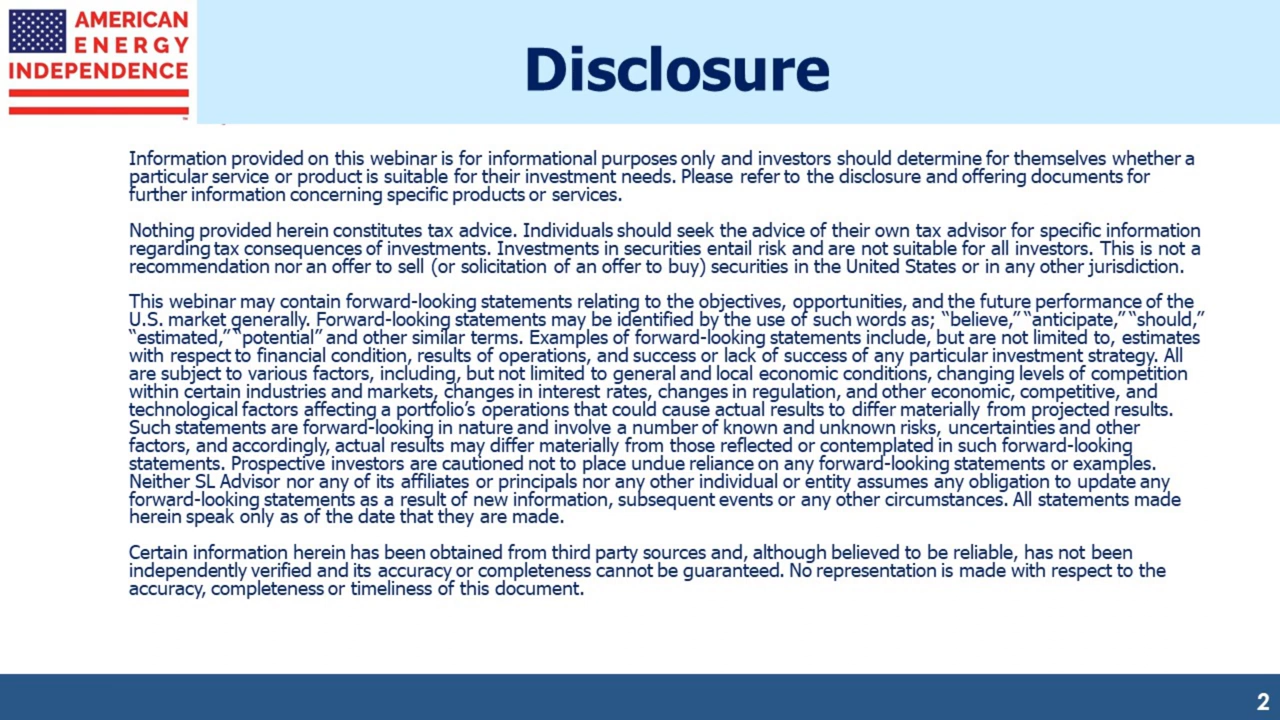 AMERICAN
ENERGY
INDEPENDENCE
Disclosure
Information provided on this webinar is for informational purposes only and investors should determine for themselves whether a
particular service or product is suitable for their investment needs. Please refer to the disclosure and offering documents for
further information concerning specific products or services.
Nothing provided herein constitutes tax advice. Individuals should seek the advice of their own tax advisor for specific information
regarding tax consequences of investments. Investments in securities entail risk and are not suitable for all investors. This is not a
recommendation nor an offer to sell (or solicitation of an offer to buy) securities in the United States or in any other jurisdiction.
This webinar may contain forward-looking statements relating to the objectives, opportunities, and the future performance of the
U.S. market generally. Forward-looking statements may be identified by the use of such words as; “believe,” “anticipate,” “should,”
“estimated,” “potential” and other similar terms. Examples of forward-looking statements include, but are not limited to, estimates
with respect to financial condition, results of operations, and success or lack of success of any particular investment strategy. All
are subject to various factors, including, but not limited to general and local economic conditions, changing levels of competition
within certain industries and markets, changes in interest rates, changes in regulation, and other economic, competitive, and
technological factors affecting a portfolio’s operations that could cause actual results to differ materially from projected results.
Such statements are forward-looking in nature and involve a number of known and unknown risks, uncertainties and other
factors, and accordingly, actual results may differ materially from those reflected or contemplated in such forward-looking
statements. Prospective investors are cautioned not to place undue reliance on any forward-looking statements or examples.
Neither SL Advisor nor any of its affiliates or principals nor any other individual or entity assumes any obligation to update any
forward-looking statements as a result of new information, subsequent events or any other circumstances. All statements made
herein speak only as of the date that they are made.
Certain information herein has been obtained from third party sources and, although believed to be reliable, has not been
independently verified and its accuracy or completeness cannot be guaranteed. No representation is made with respect to the
accuracy, completeness or timeliness of this document.
2